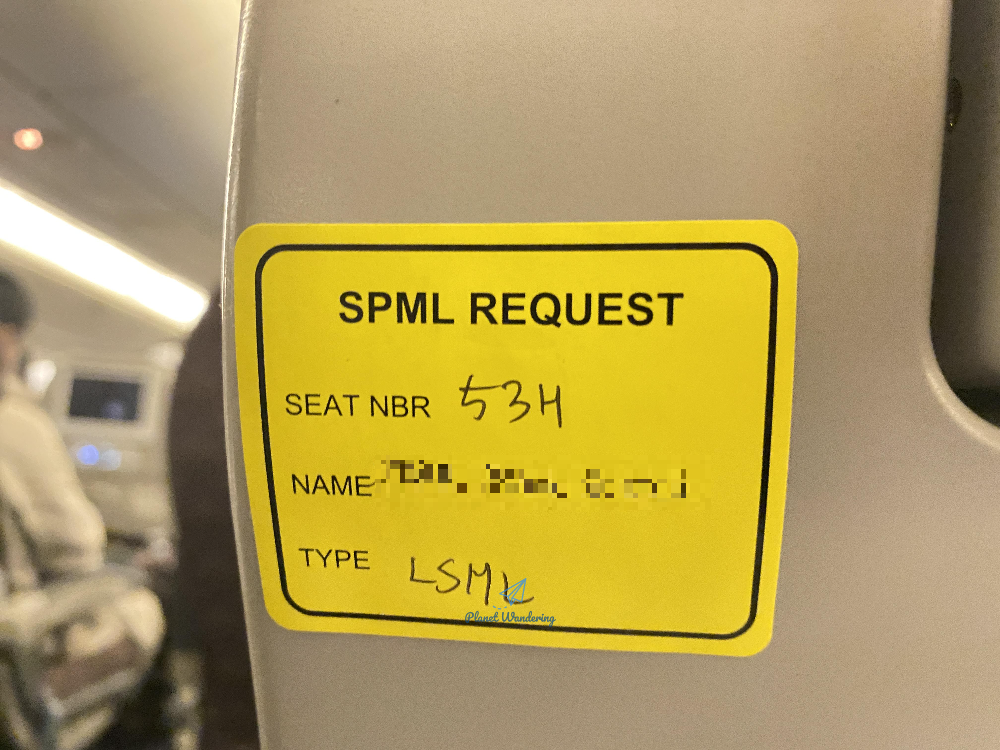 SPML REQUEST
SEAT NBR 53H
NAME
TYPE LSML
Planet Wandering